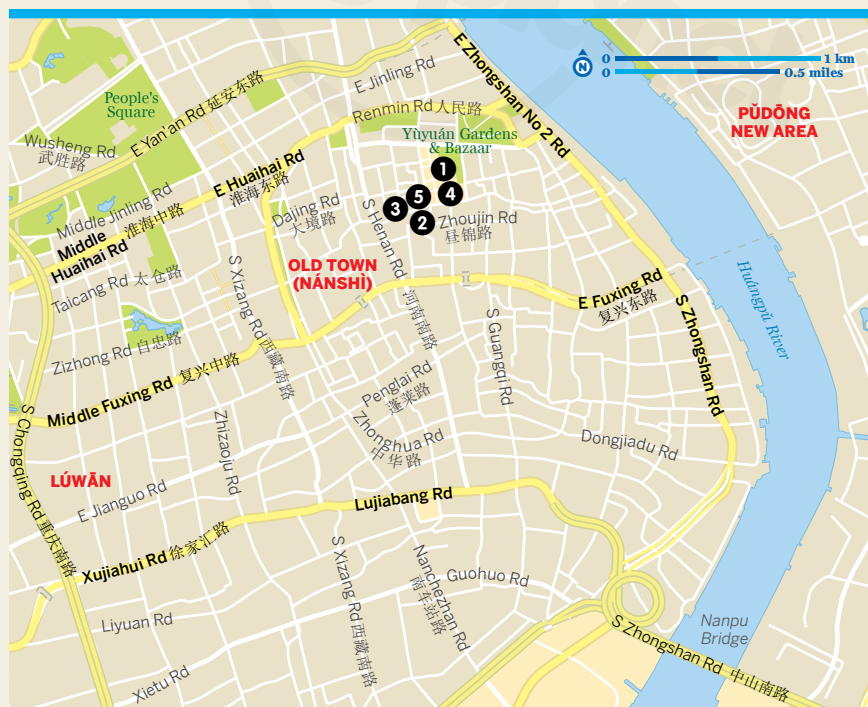 0 1 km
N
0 0.5 miles
E Zhongshan No 2 Rd
E Jinling Rd
People's
Square
E Yan'an Rd 延安东路
Renmin Rd 人民路
PǓDŌNG
NEW AREA
Wusheng Rd
武胜路
Yùyuán Gardens
& Bazaar
E Huaihai Rd
淮海东路
1
5
4
3
2
Middle Jinling Rd
Middle
Huaihai Rd
淮海中路
Dajing Rd
大境路
S Henan Rd 河南南路
Zhoujin Rd
昼锦路
OLD TOWN
(NÁNSHÌ)
Taicang Rd 太仓路
S Xizang Rd 西藏南路
E Fuxing Rd
复兴东路
Huángpǔ River
S Zhongshan Rd
S Guangqi Rd
Zizhong Rd 自忠路
Middle Fuxing Rd 复兴中路
Penglai Rd
蓬莱路
S Chongqing Rd 重庆南路
Zhizaoju Rd
Zhonghua Rd
中华路
Dongjiadu Rd
LÚWĀN
E Jianguo Rd
Lujiabang Rd
Xujiahui Rd 徐家汇路
S Xizang Rd 西藏南路
Nanchezhan Rd
南车站路
Guohuo Rd
Liyuan Rd
Nanpu
Bridge
S Zhongshan Rd 中山南路
Xietu Rd